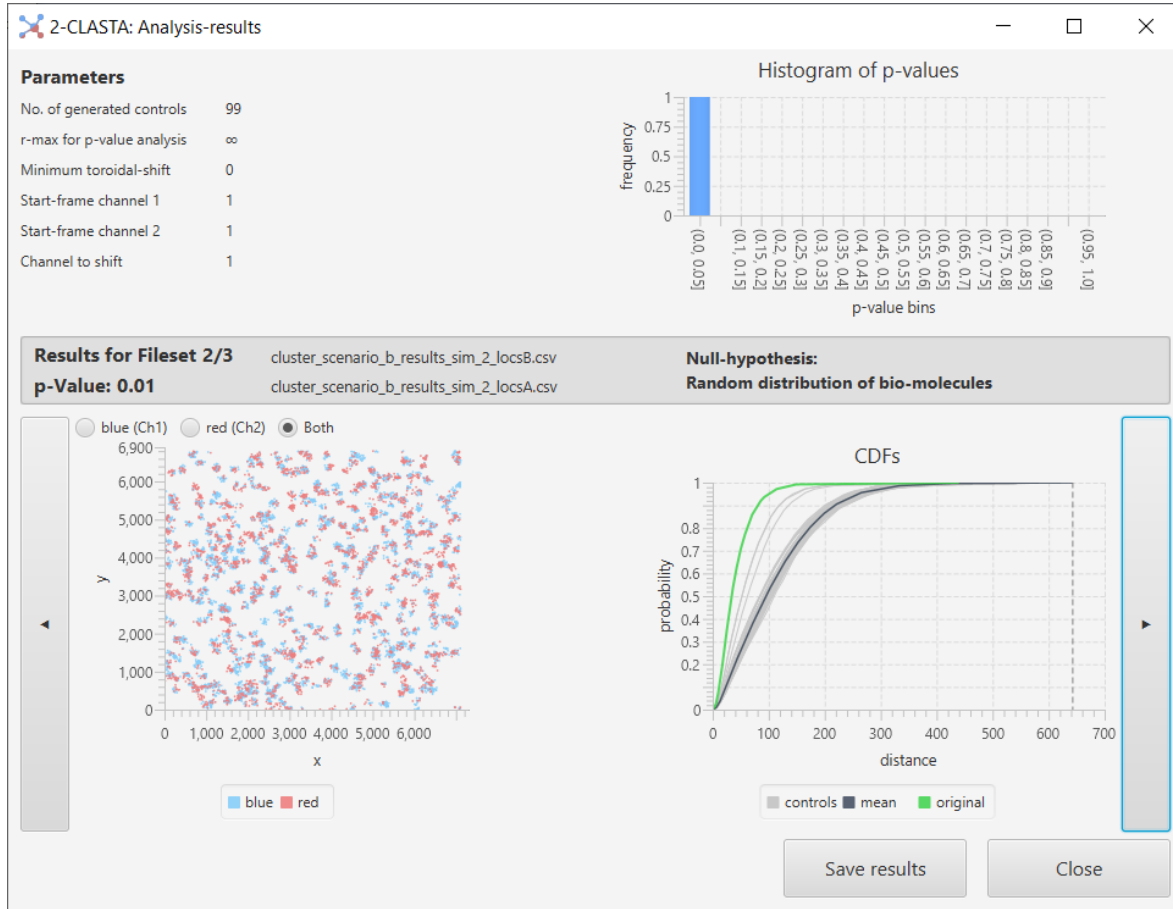 2-CLASTA: Analysis-results
Parameters
No. of generated controls 99
r-max for p-value analysis ∞
Minimum toroidal-shift 0
Start-frame channel 1 1
Start-frame channel 2 1
Channel to shift 1
Histogram of p-values
frequency
1
0.75
0.5
0.25
0
(0.0, 0.05]
(0.1, 0.15]
(0.15, 0.2]
(0.2, 0.25]
(0.25, 0.3]
(0.3, 0.35]
(0.35, 0.4]
(0.4, 0.45]
(0.45, 0.5]
(0.5, 0.55]
(0.55, 0.6]
(0.6, 0.65]
(0.65, 0.7]
(0.7, 0.75]
(0.75, 0.8]
(0.8, 0.85]
(0.85, 0.9]
(0.95, 1.0]
p-value bins
Results for Fileset 2/3 cluster_scenario_b_results_sim_2_locsB.csv Null-hypothesis:
p-Value: 0.01 cluster_scenario_b_results_sim_2_locsA.csv Random distribution of bio-molecules
blue (Ch1) red (Ch2) Both
6,900
6,000
5,000
4,000
3,000
2,000
1,000
0
y
0 1,000 2,000 3,000 4,000 5,000 6,000
x
blue red
CDFs
probability
1
0.9
0.8
0.7
0.6
0.5
0.4
0.3
0.2
0
0 100 200 300 400 500 600 700
distance
controls mean original
Save results Close